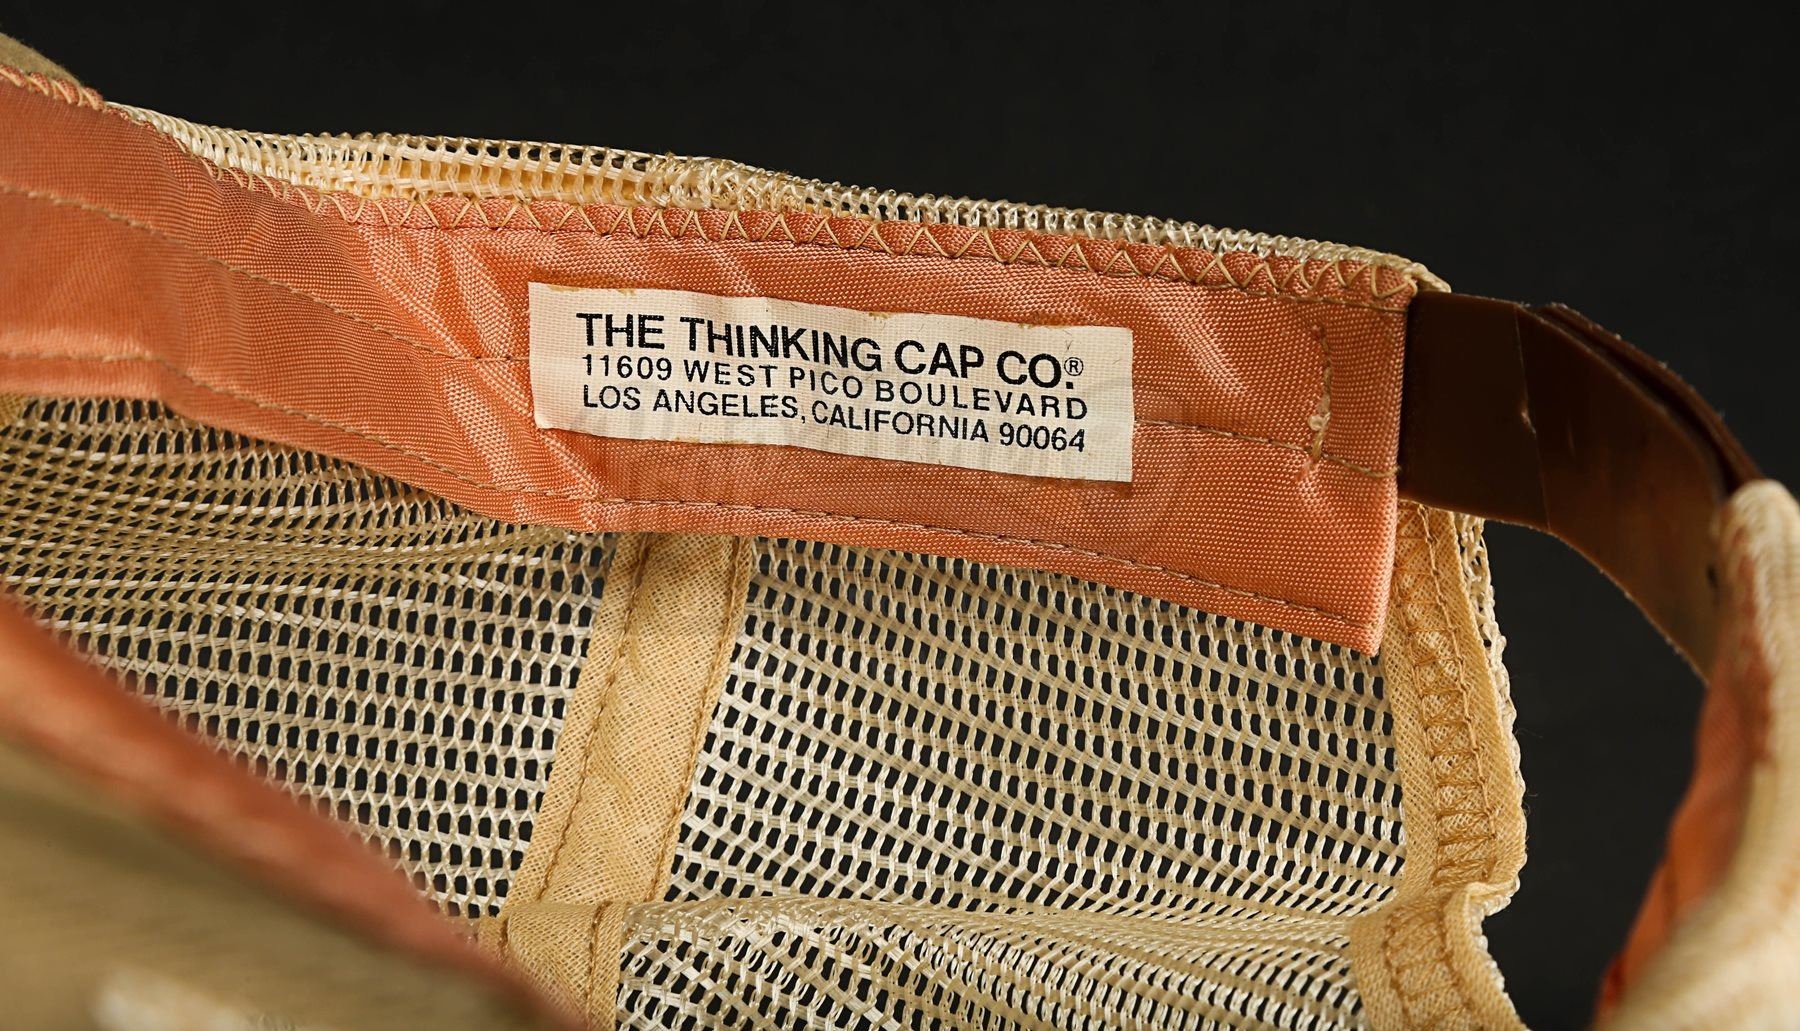 THE THINKING CAP CO.®
11609 WEST PICO BOULEVARD
LOS ANGELES, CALIFORNIA 90064